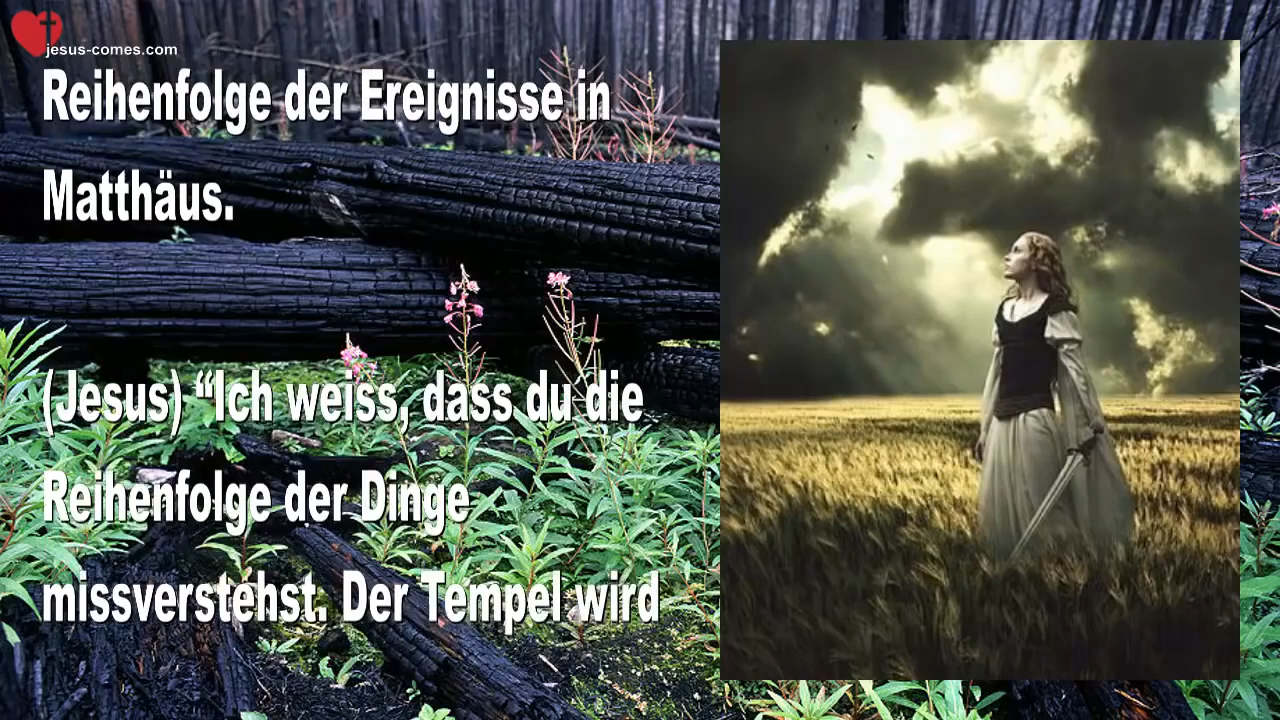 jesus-comes.com
Reihenfolge der Ereignisse in
Matthäus.
(Jesus) “Ich weiss, dass du die
Reihenfolge der Dinge
missverstehst. Der Tempel wird